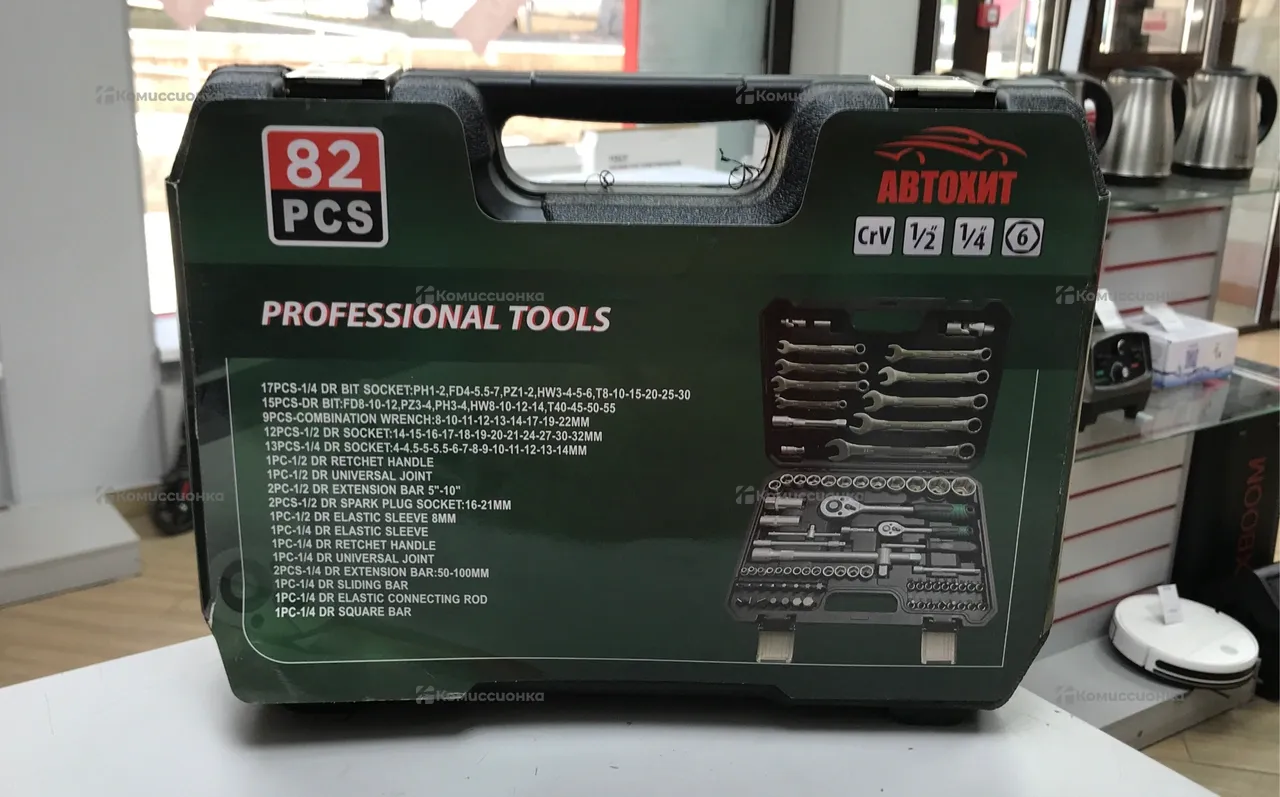 82
PCS
АВТОХИТ
CrV 1/2" 1/4" 6
PROFESSIONAL TOOLS
17PCS-1/4 DR BIT SOCKET:PH1-2,FD4-5.5-7,PZ1-2,HW3-4-5-6,T8-10-15-20-25-30
15PCS-DR BIT:FD8-10-12,PZ3-4,PH3-4,HW8-10-12-14,T40-45-50-55
9PCS-COMBINATION WRENCH:8-10-11-12-13-14-17-19-22MM
12PCS-1/2 DR SOCKET:14-15-16-17-18-19-20-21-24-27-30-32MM
13PCS-1/4 DR SOCKET:4-4.5-5-5.5-6-7-8-9-10-11-12-13-14MM
1PC-1/2 DR RETCHET HANDLE
1PC-1/2 DR UNIVERSAL JOINT
2PC-1/2 DR EXTENSION BAR 5"-10"
2PCS-1/2 DR SPARK PLUG SOCKET:16-21MM
1PC-1/2 DR ELASTIC SLEEVE 8MM
1PC-1/4 DR ELASTIC SLEEVE
1PC-1/4 DR RETCHET HANDLE
1PC-1/4 DR UNIVERSAL JOINT
2PCS-1/4 DR EXTENSION BAR:50-100MM
1PC-1/4 DR SLIDING BAR
1PC-1/4 DR ELASTIC CONNECTING ROD
1PC-1/4 DR SQUARE BAR
XBOOM
Комиссионка
Комиссионка
Комиссионка
Комиссионка
Комиссионка
Комиссионка
Комиссионка
Комиссионка